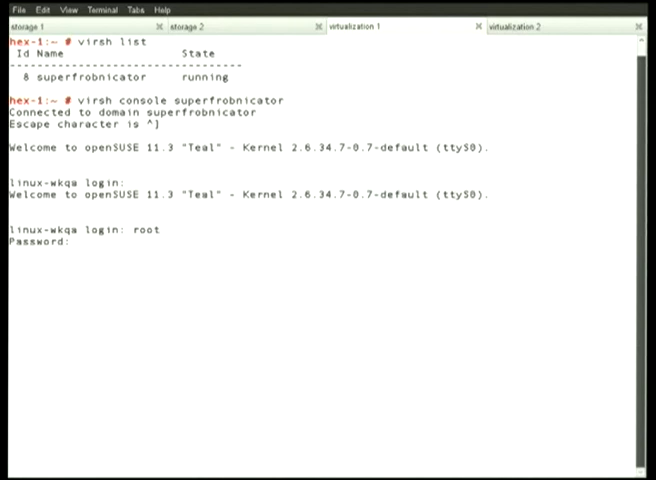 File Edit View Terminal Tabs Help
storage 1 storage 2 virtualization 1 virtualization 2
hex-1:~ # virsh list
Id Name State
----------------------------------
8 superfrobnicator running
hex-1:~ # virsh console superfrobnicator
Connected to domain superfrobnicator
Escape character is ^]
Welcome to openSUSE 11.3 "Teal" - Kernel 2.6.34.7-0.7-default (ttyS0).
linux-wkqa login:
Welcome to openSUSE 11.3 "Teal" - Kernel 2.6.34.7-0.7-default (ttyS0).
linux-wkqa login: root
Password: